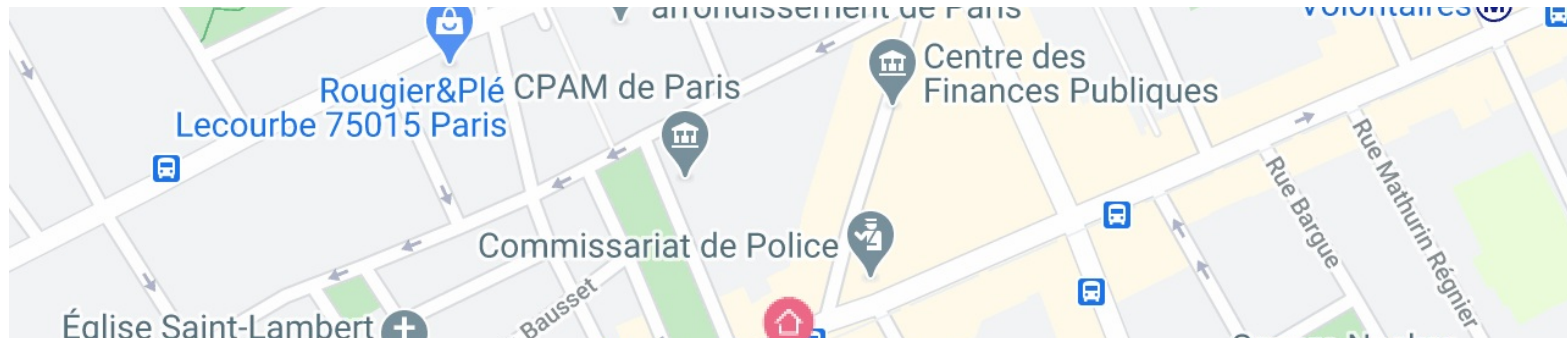 arrondissement de Paris
Volontaires
Centre des
Finances Publiques
Rougier&Plé
Lecourbe 75015 Paris
CPAM de Paris
Rue Mathurin Régnier
Rue Bargue
Commissariat de Police
Bausset
Église Saint-Lambert